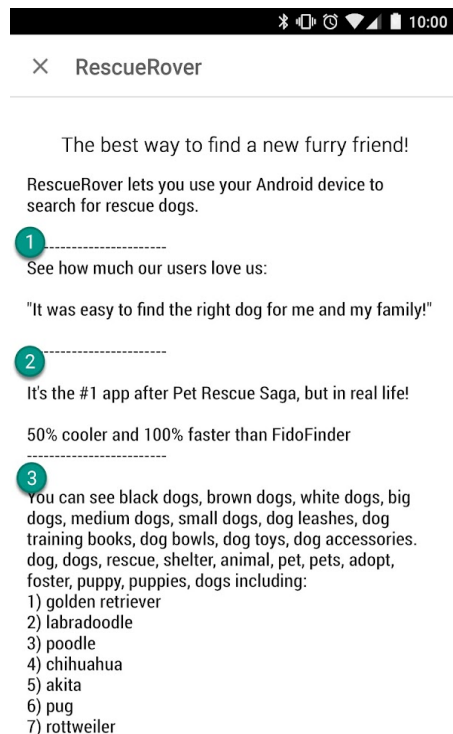 10:00
× RescueRover
The best way to find a new furry friend!
RescueRover lets you use your Android device to
search for rescue dogs.
1 ----------------------
See how much our users love us:
"It was easy to find the right dog for me and my family!"
----------------------
2
It's the #1 app after Pet Rescue Saga, but in real life!
50% cooler and 100% faster than FidoFinder
-------------------------
3
You can see black dogs, brown dogs, white dogs, big
dogs, medium dogs, small dogs, dog leashes, dog
training books, dog bowls, dog toys, dog accessories.
dog, dogs, rescue, shelter, animal, pet, pets, adopt,
foster, puppy, puppies, dogs including:
1) golden retriever
2) labradoodle
3) poodle
4) chihuahua
5) akita
6) pug
7) rottweiler